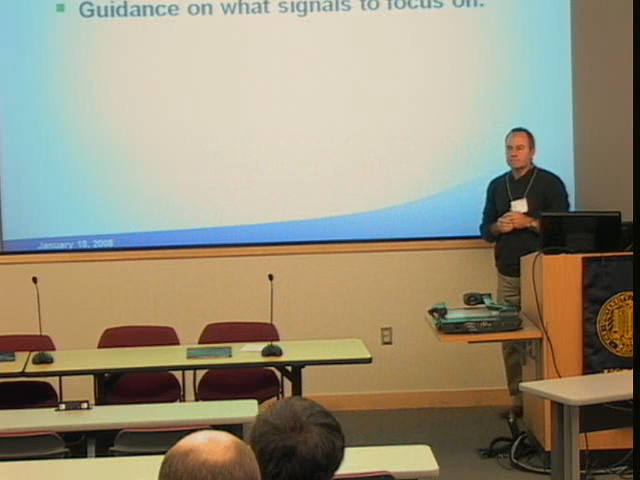 Guidance on what signals to focus on.
January 18, 2008